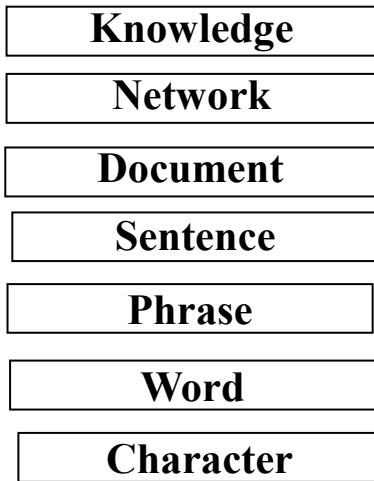 Knowledge
Network
Document
Sentence
Phrase
Word
Character